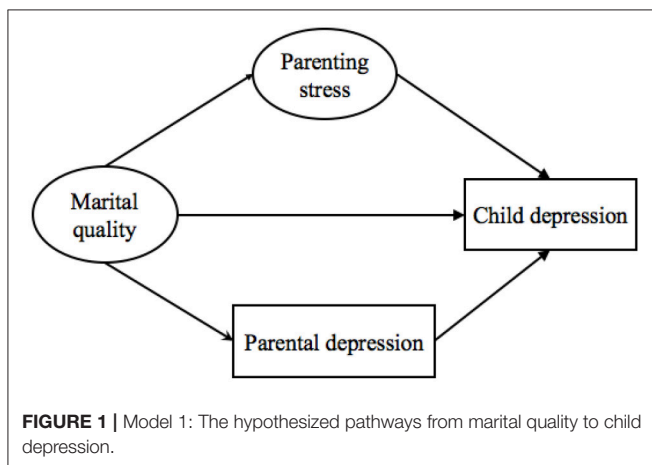 Parenting
stress
Marital
quality
Child depression
Parental depression
FIGURE 1 | Model 1: The hypothesized pathways from marital quality to child
depression.